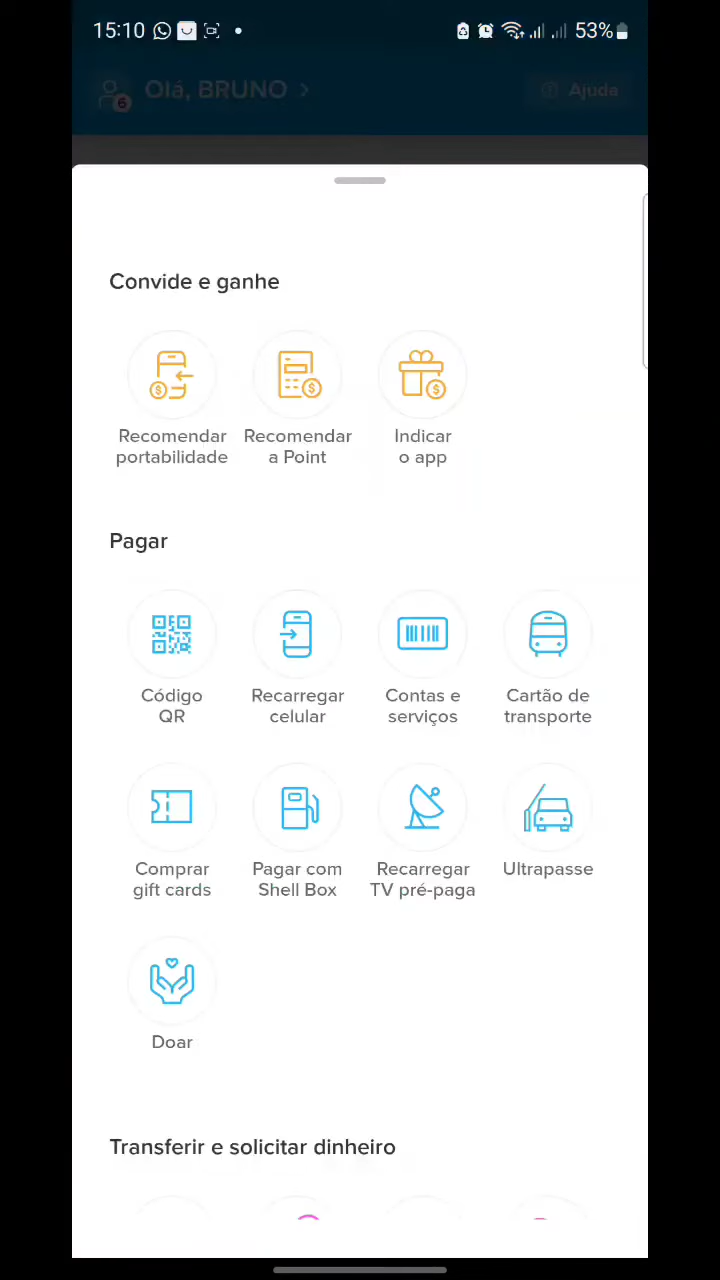 15:10 53%
6 Olá, BRUNO Ajuda
Convide e ganhe
Recomendar portabilidade
Recomendar a Point
Indicar o app
Pagar
Código QR
Recarregar celular
Contas e serviços
Cartão de transporte
Comprar gift cards
Pagar com Shell Box
Recarregar TV pré-paga
Ultrapasse
Doar
Transferir e solicitar dinheiro